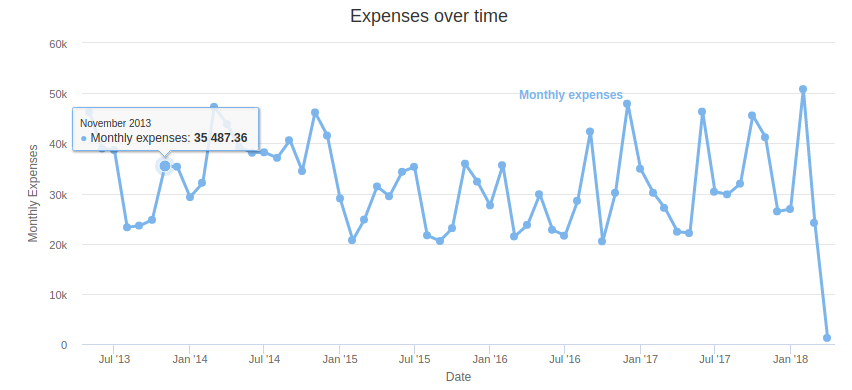 Expenses over time
60k
50k
40k
30k
20k
10k
0
Monthly Expenses
Monthly expenses
November 2013
● Monthly expenses: 35 487.36
Jul '13
Jan '14
Jul '14
Jan '15
Jul '15
Jan '16
Jul '16
Jan '17
Jul '17
Jan '18
Date